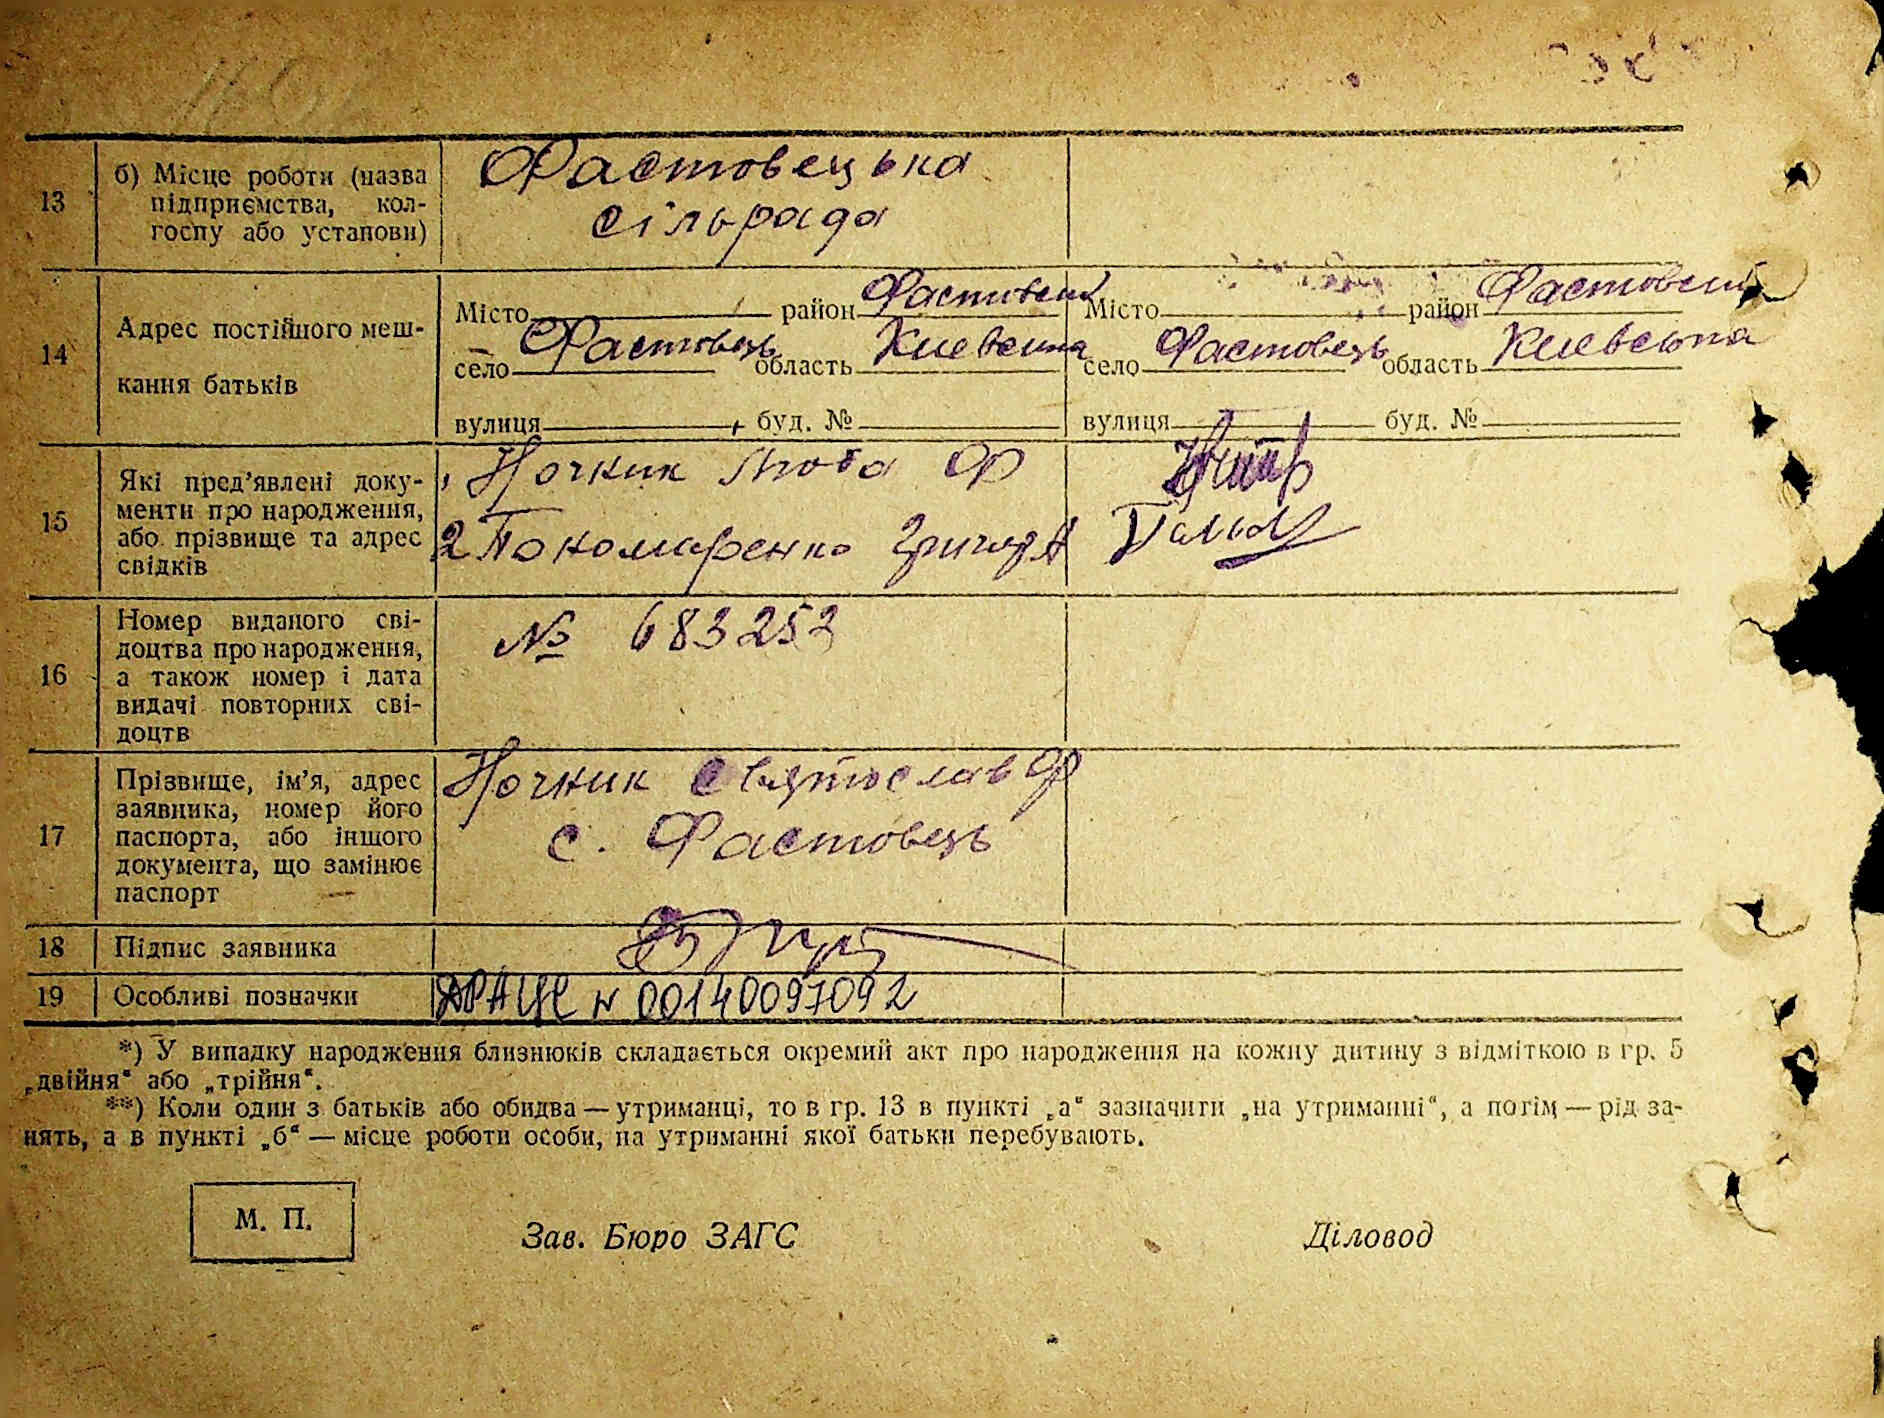 13
б) Місце роботи (назва
підприємства, кол-
госпу або установи)
Фастовецька
сільрада
14
Адрес постійного меш-
кання батьків
Місто район Фастовский
село Фастовець область Киевська
вулиця буд. №
Місто район Фастовский
село Фастовець область Киевська
вулиця буд. №
15
Які пред'явлені доку-
менти про народження,
або прізвище та адрес
свідків
1 Ночник Люба Ф
2 Пономаренко Григор А
16
Номер виданого сві-
доцтва про народження,
а також номер і дата
видачі повторних сві-
доцтв
№ 683252
17
Прізвище, ім'я, адрес
заявника, номер його
паспорта, або іншого
документа, що замінює
паспорт
Ночник Святослав Ф
с. Фастовець
18
Підпис заявника
19
Особливі позначки
ДРАЦС N 00140097092
*) У випадку народження близнюків складається окремий акт про народження на кожну дитину з відміткою в гр. 5
„двійня“ або „трійня“.
**) Коли один з батьків або обидва — утриманці, то в гр. 13 в пункті „а“ зазначити „на утриманні“, а потім — рід за-
нять, а в пункті „б“ — місце роботи особи, на утриманні якої батьки перебувають.
М. П.
Зав. Бюро ЗАГС
Діловод